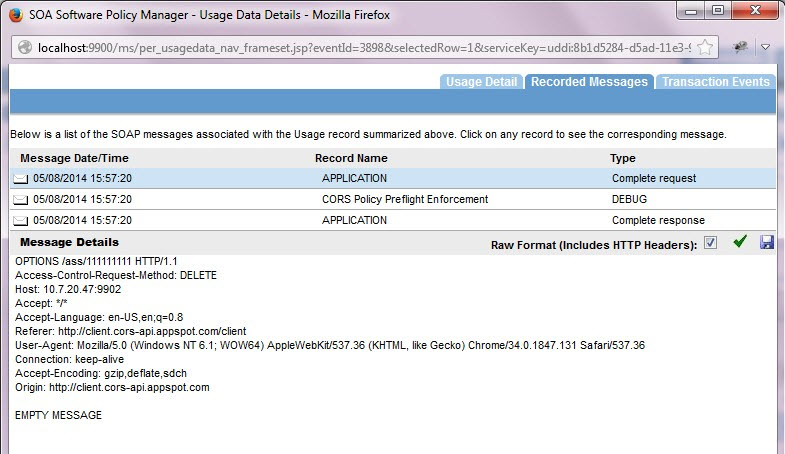 SOA Software Policy Manager - Usage Data Details - Mozilla Firefox
localhost:9900/ms/per_usagedata_nav_frameset.jsp?eventId=3898&selectedRow=1&serviceKey=uddi:8b1d5284-d5ad-11e3-9
Usage Detail Recorded Messages Transaction Events
Below is a list of the SOAP messages associated with the Usage record summarized above. Click on any record to see the corresponding message.
Message Date/Time Record Name Type
05/08/2014 15:57:20 APPLICATION Complete request
05/08/2014 15:57:20 CORS Policy Preflight Enforcement DEBUG
05/08/2014 15:57:20 APPLICATION Complete response
Message Details Raw Format (Includes HTTP Headers):
OPTIONS /ass/111111111 HTTP/1.1
Access-Control-Request-Method: DELETE
Host: 10.7.20.47:9902
Accept: */*
Accept-Language: en-US,en;q=0.8
Referer: http://client.cors-api.appspot.com/client
User-Agent: Mozilla/5.0 (Windows NT 6.1; WOW64) AppleWebKit/537.36 (KHTML, like Gecko) Chrome/34.0.1847.131 Safari/537.36
Connection: keep-alive
Accept-Encoding: gzip,deflate,sdch
Origin: http://client.cors-api.appspot.com
EMPTY MESSAGE